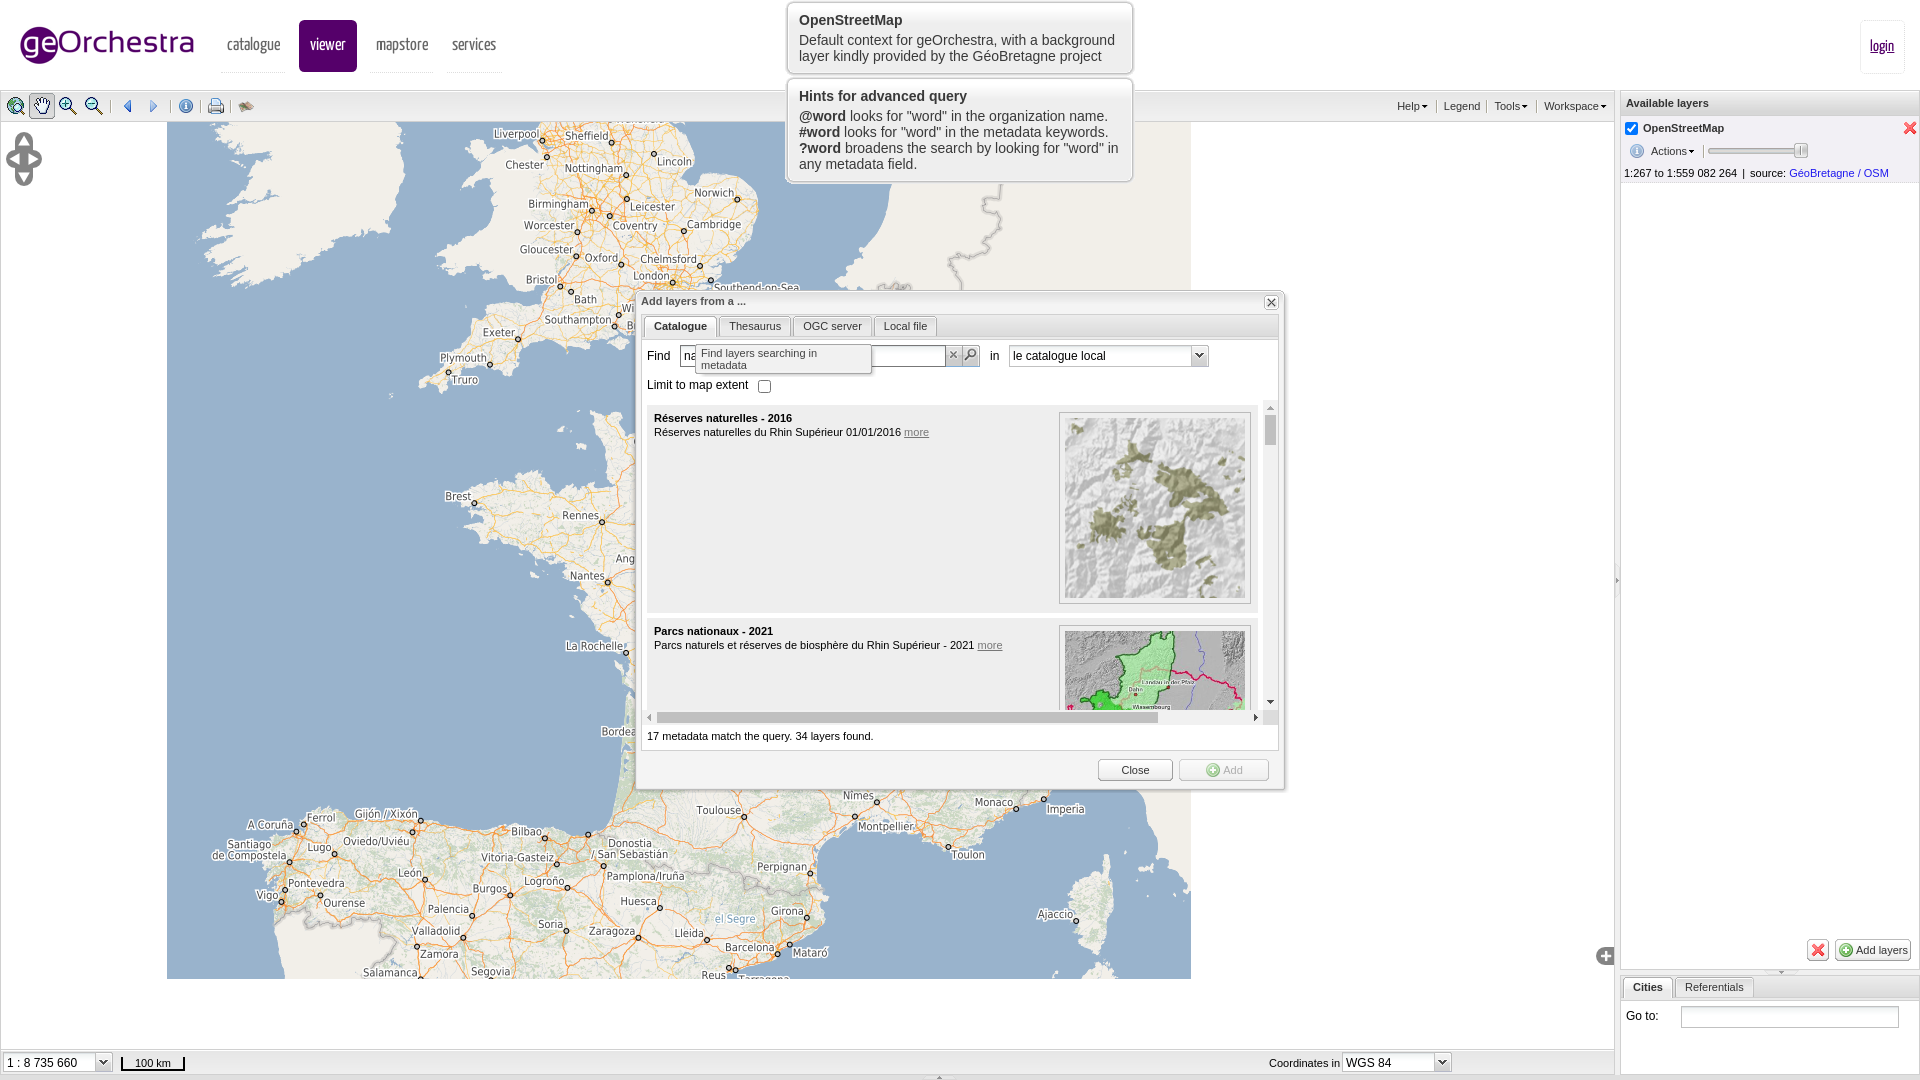 geOrchestra
catalogue
viewer
mapstore
services
login
OpenStreetMap
Default context for geOrchestra, with a background
layer kindly provided by the GéoBretagne project
Hints for advanced query
@word looks for "word" in the organization name.
#word looks for "word" in the metadata keywords.
?word broadens the search by looking for "word" in
any metadata field.
Help
Legend
Tools
Workspace
Available layers
OpenStreetMap
Actions
1:267 to 1:559 082 264 | source: GéoBretagne / OSM
Liverpool
Sheffield
Chester
Lincoln
Nottingham
Norwich
Birmingham
Leicester
Worcester
Coventry
Cambridge
Gloucester
Oxford
Chelmsford
London
Bristol
Southend-on-Sea
Bath
Southampton
Exeter
Plymouth
Truro
Brest
Rennes
Nantes
La Rochelle
Add layers from a ...
Catalogue
Thesaurus
OGC server
Local file
Find
na
Find layers searching in
metadata
in
le catalogue local
Limit to map extent
Réserves naturelles - 2016
Réserves naturelles du Rhin Supérieur 01/01/2016 more
Parcs nationaux - 2021
Parcs naturels et réserves de biosphère du Rhin Supérieur - 2021 more
Dahn
Landau in der Pfalz
Wissembourg
17 metadata match the query. 34 layers found.
Close
Add
Nîmes
Monaco
Toulouse
Imperia
Montpellier
Toulon
A Coruña
Ferrol
Gijón /Xixón
Santiago
de Compostela
Lugo
Oviedo/Uviéu
Bilbao
Donostia
/ San Sebastián
Vitoria-Gasteiz
Perpignan
León
Logroño
Pamplona/Iruña
Pontevedra
Vigo
Ourense
Burgos
Palencia
Huesca
Girona
el Segre
Ajaccio
Valladolid
Soria
Zaragoza
Lleida
Barcelona
Mataró
Zamora
Salamanca
Segovia
Reus
Tarragona
Add layers
Cities
Referentials
Go to:
1 : 8 735 660
100 km
Coordinates in
WGS 84